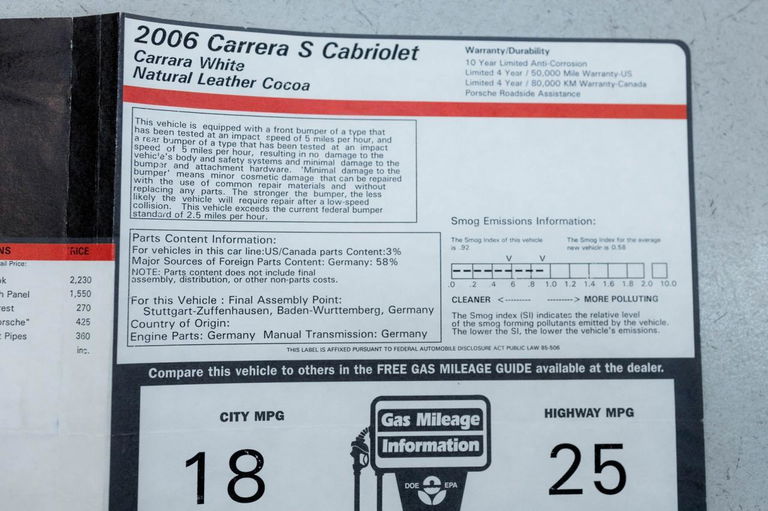 2006 Carrera S Cabriolet
Carrara White
Natural Leather Cocoa
Warranty/Durability
10 Year Limited Anti-Corrosion
Limited 4 Year / 50,000 Mile Warranty-US
Limited 4 Year / 80,000 KM Warranty-Canada
Porsche Roadside Assistance
This vehicle is equipped with a front bumper of a type that
has been tested at an impact speed of 5 miles per hour, and
a rear bumper of a type that has been tested at an impact
speed of 5 miles per hour, resulting in no damage to the
vehicle's body and safety systems and minimal damage to the
bumper and attachment hardware. 'Minimal damage to the
bumper' means minor cosmetic damage that can be repaired
with the use of common repair materials and without
replacing any parts. The stronger the bumper, the less
likely the vehicle will require repair after a low-speed
collision. This vehicle exceeds the current federal bumper
standard of 2.5 miles per hour.
Parts Content Information:
For vehicles in this car line:US/Canada parts Content:3%
Major Sources of Foreign Parts Content: Germany: 58%
NOTE: Parts content does not include final
assembly, distribution, or other non-parts costs.
For this Vehicle : Final Assembly Point:
Stuttgart-Zuffenhausen, Baden-Wurttemberg, Germany
Country of Origin:
Engine Parts: Germany Manual Transmission: Germany
Smog Emissions Information:
The Smog Index of this vehicle
is .92
The Smog Index for the average
new vehicle is 0.58
V V
.0 .2 .4 .6 .8 1.0 1.2 1.4 1.6 1.8 2.0 10.0
CLEANER <--------- ---------> MORE POLLUTING
The Smog index (SI) indicates the relative level
of the smog forming pollutants emitted by the vehicle.
The lower the SI, the lower the vehicle's emissions.
THIS LABEL IS AFFIXED PURSUANT TO FEDERAL AUTOMOBILE DISCLOSURE ACT PUBLIC LAW 85-506
Compare this vehicle to others in the FREE GAS MILEAGE GUIDE available at the dealer.
CITY MPG
18
Gas Mileage
Information
DOE EPA
HIGHWAY MPG
25
NS RICE
ail Price:
k 2,230
h Panel 1,550
rest 270
orsche" 425
t Pipes 360
inc.